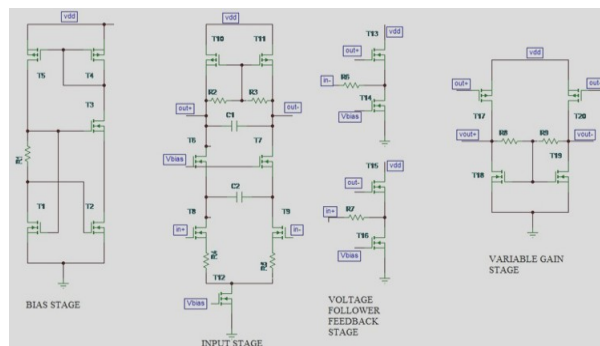 vdd
T5
T4
T3
R1
T1
T2
BIAS STAGE
vdd
T10
T11
R2
R3
out+
out-
C1
T6
T7
Vbias
C2
T8
T9
in+
in-
R4
R5
T12
Vbias
INPUT STAGE
T13
vdd
out+
in-
R6
T14
Vbias
T15
vdd
out-
in+
R7
T16
Vbias
VOLTAGE
FOLLOWER
FEEDBACK
STAGE
vdd
out+
out-
T17
T20
vout+
R8
R9
vout-
T18
T19
VARIABLE GAIN
STAGE